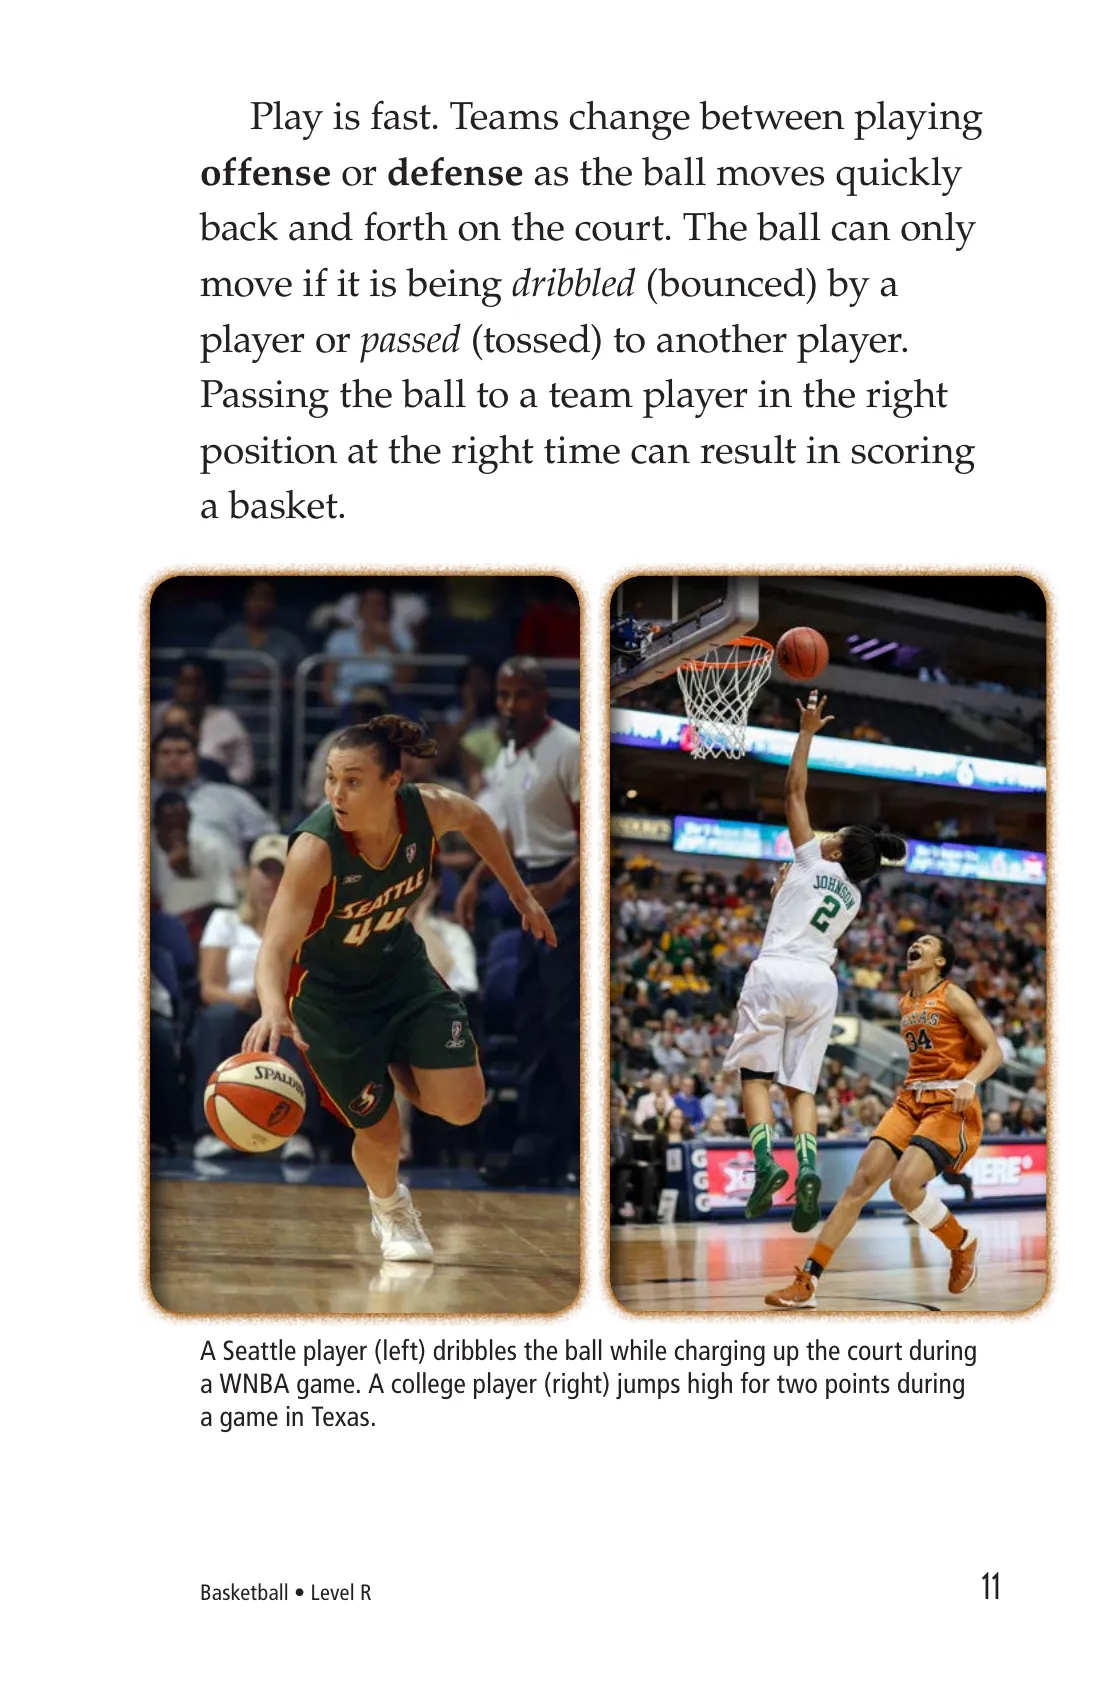 Play is fast. Teams change between playing
offense or defense as the ball moves quickly
back and forth on the court. The ball can only
move if it is being dribbled (bounced) by a
player or passed (tossed) to another player.
Passing the ball to a team player in the right
position at the right time can result in scoring
a basket.
SEATTLE
44
SPALDING
JOHNSON
2
34
A Seattle player (left) dribbles the ball while charging up the court during
a WNBA game. A college player (right) jumps high for two points during
a game in Texas.
Basketball • Level R
11